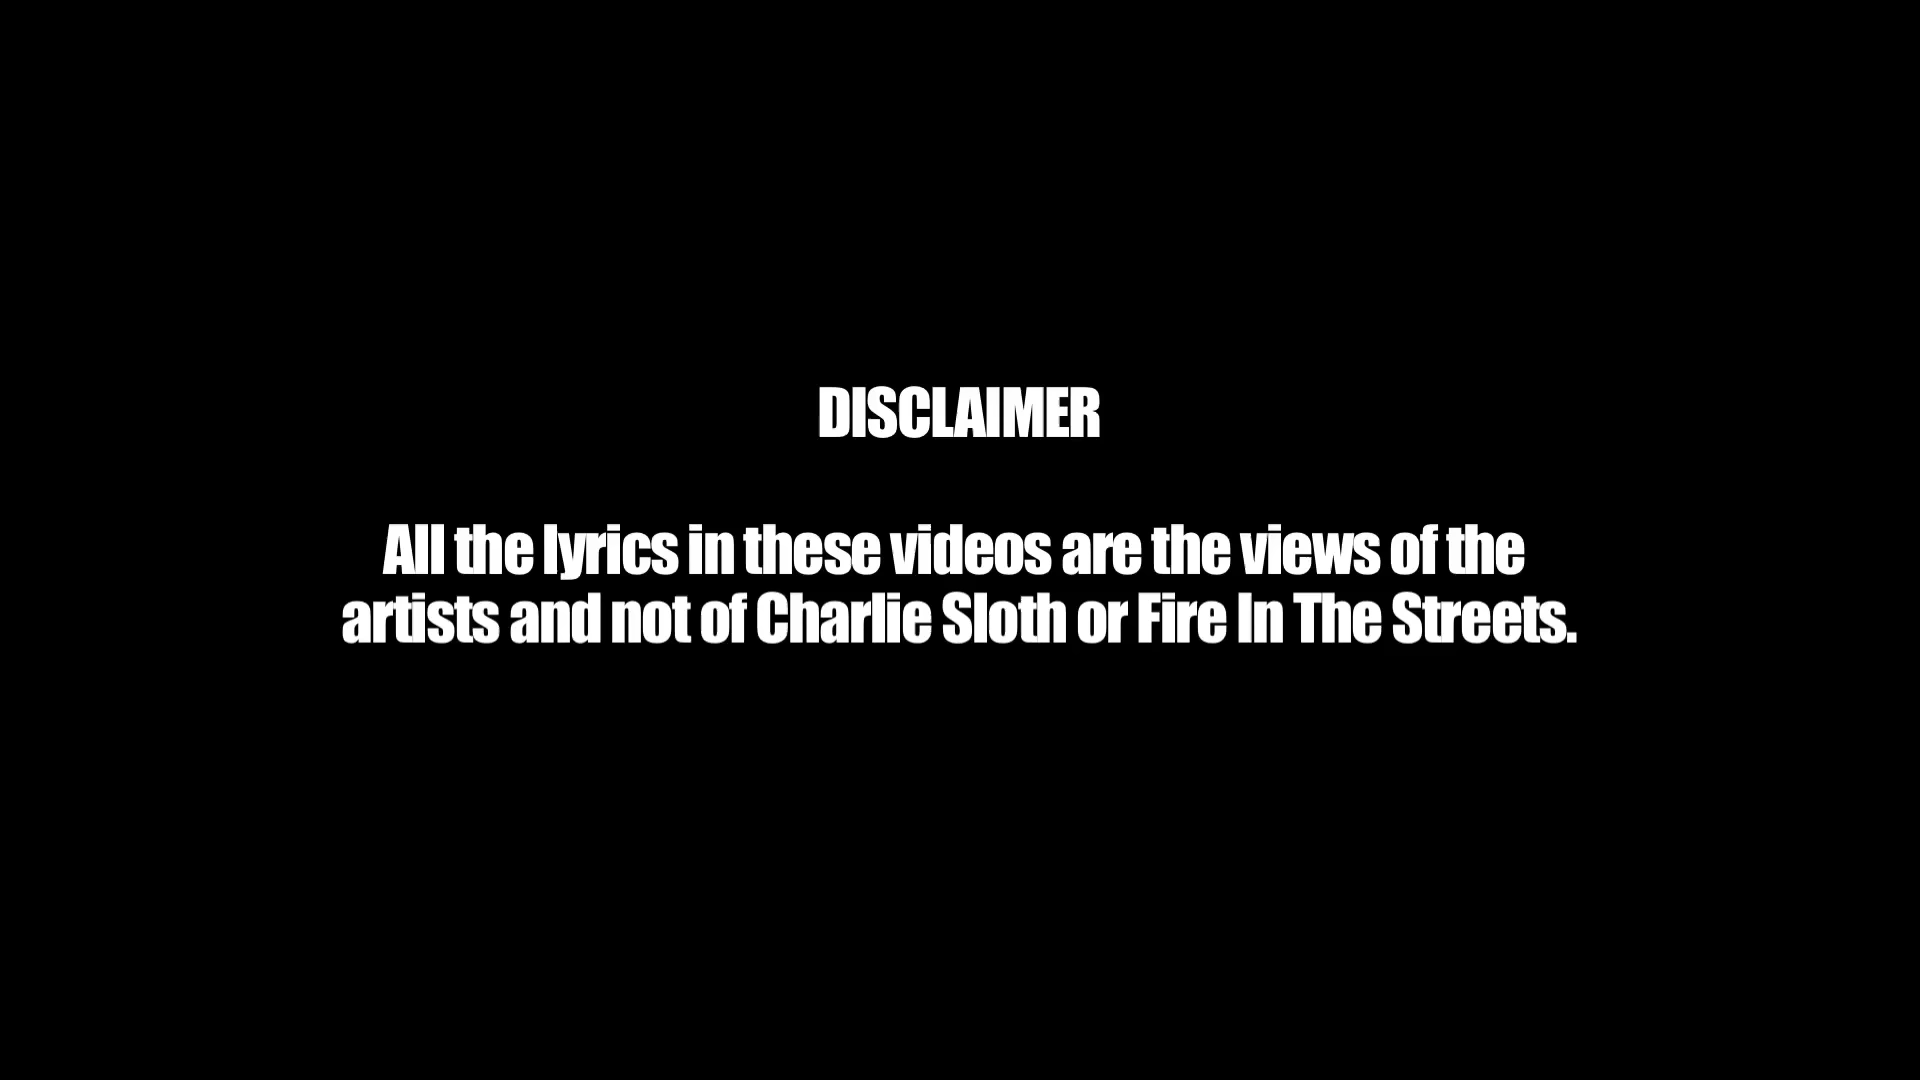 DISCLAIMER
All the lyrics in these videos are the views of the
artists and not of Charlie Sloth or Fire In The Streets.